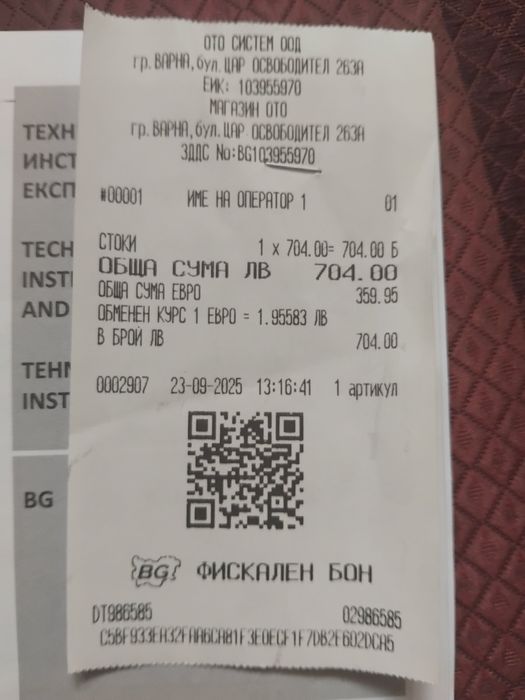 ОТО СИСТЕМ ООД
гр. ВАРНА, бул. ЦАР ОСВОБОДИТЕЛ 263А
ЕИК: 103955970
МАГАЗИН ОТО
гр. ВАРНА, бул. ЦАР ОСВОБОДИТЕЛ 263А
ЗДДС No:BG103955970
#00001 ИМЕ НА ОПЕРАТОР 1 01
СТОКИ 1 x 704.00= 704.00 Б
ОБЩА СУМА ЛВ 704.00
ОБЩА СУМА ЕВРО 359.95
ОБМЕНЕН КУРС 1 ЕВРО = 1.95583 ЛВ
В БРОЙ ЛВ 704.00
0002907 23-09-2025 13:16:41 1 артикул
BG ФИСКАЛЕН БОН
DT986585 02986585
C5BF933EA32FAA6CA81F3E0ECF1F7DB2F602DCA5
ТЕХН
ИНСТ
ЕКСП
TECH
INST
AND
TEHN
INST
BG